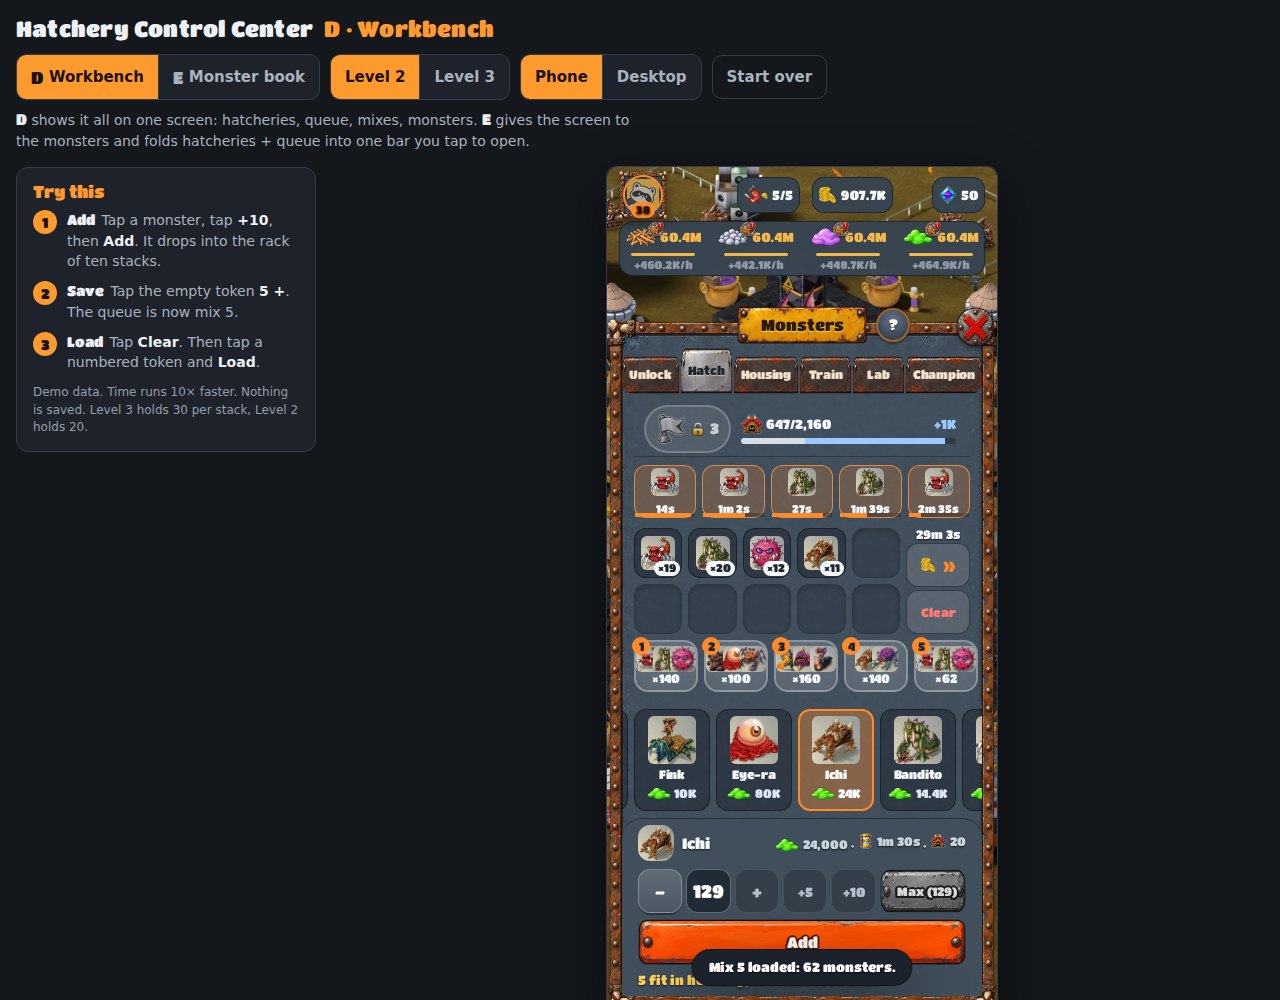 Hatchery Control Center D · Workbench
D Workbench E Monster book Level 2 Level 3 Phone Desktop Start over
D shows it all on one screen: hatcheries, queue, mixes, monsters. E gives the screen to
the monsters and folds hatcheries + queue into one bar you tap to open.
Try this
1 Add Tap a monster, tap +10,
then Add. It drops into the rack
of ten stacks.
2 Save Tap the empty token 5 +.
The queue is now mix 5.
3 Load Tap Clear. Then tap a
numbered token and Load.
Demo data. Time runs 10× faster. Nothing
is saved. Level 3 holds 30 per stack, Level 2
holds 20.
30 5/5 907.7K 50
60.4M 60.4M 60.4M 60.4M
+460.2K/h +442.1K/h +448.7K/h +464.9K/h
Monsters ?
Unlock Hatch Housing Train Lab Champion
3 647/2,160 +1K
14s 1m 2s 27s 1m 39s 2m 35s
29m 3s
×19 ×20 ×12 ×11 »
Clear
1 2 3 4 5
×140 ×100 ×160 ×140 ×62
Fink Eye-ra Ichi Bandito
10K 80K 24K 14.4K
Ichi 24,000 · 1m 30s · 20
− 129 + +5 +10 Max (129)
Add
Mix 5 loaded: 62 monsters.
5 fit in